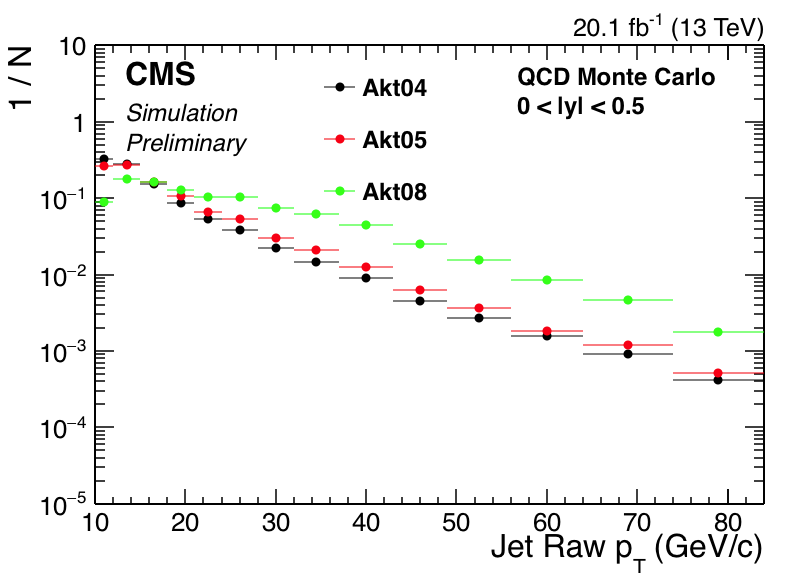 20.1 fb⁻¹ (13 TeV)
1 / N
10
1
10⁻¹
10⁻²
10⁻³
10⁻⁴
10⁻⁵
CMS
Simulation
Preliminary
Akt04
Akt05
Akt08
QCD Monte Carlo
0 < |y| < 0.5
10 20 30 40 50 60 70 80
Jet Raw p_T (GeV/c)